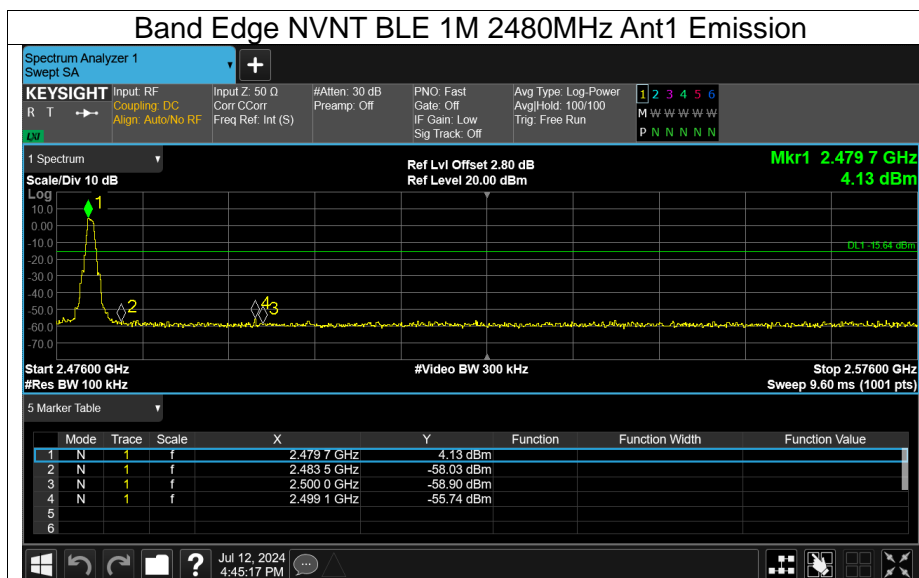 Band Edge NVNT BLE 1M 2480MHz Ant1 Emission
Spectrum Analyzer 1
Swept SA
KEYSIGHT Input: RF Input Z: 50 Ω #Atten: 30 dB PNO: Fast Avg Type: Log-Power 1 2 3 4 5 6
R T Coupling: DC Corr CCorr Preamp: Off Gate: Off Avg|Hold: 100/100 M W W W W W
Align: Auto/No RF Freq Ref: Int (S) IF Gain: Low Trig: Free Run
LXI Sig Track: Off P N N N N N
1 Spectrum Ref Lvl Offset 2.80 dB Mkr1 2.479 7 GHz
Scale/Div 10 dB Ref Level 20.00 dBm 4.13 dBm
Log
10.0 1
0.00
-10.0 DL1 -15.64 dBm
-20.0
-30.0
-40.0
-50.0 2 4 3
-60.0
-70.0
Start 2.47600 GHz #Video BW 300 kHz Stop 2.57600 GHz
#Res BW 100 kHz Sweep 9.60 ms (1001 pts)
5 Marker Table
Mode Trace Scale X Y Function Function Width Function Value
1 N 1 f 2.479 7 GHz 4.13 dBm
2 N 1 f 2.483 5 GHz -58.03 dBm
3 N 1 f 2.500 0 GHz -58.90 dBm
4 N 1 f 2.499 1 GHz -55.74 dBm
5
6
? Jul 12, 2024
4:45:17 PM